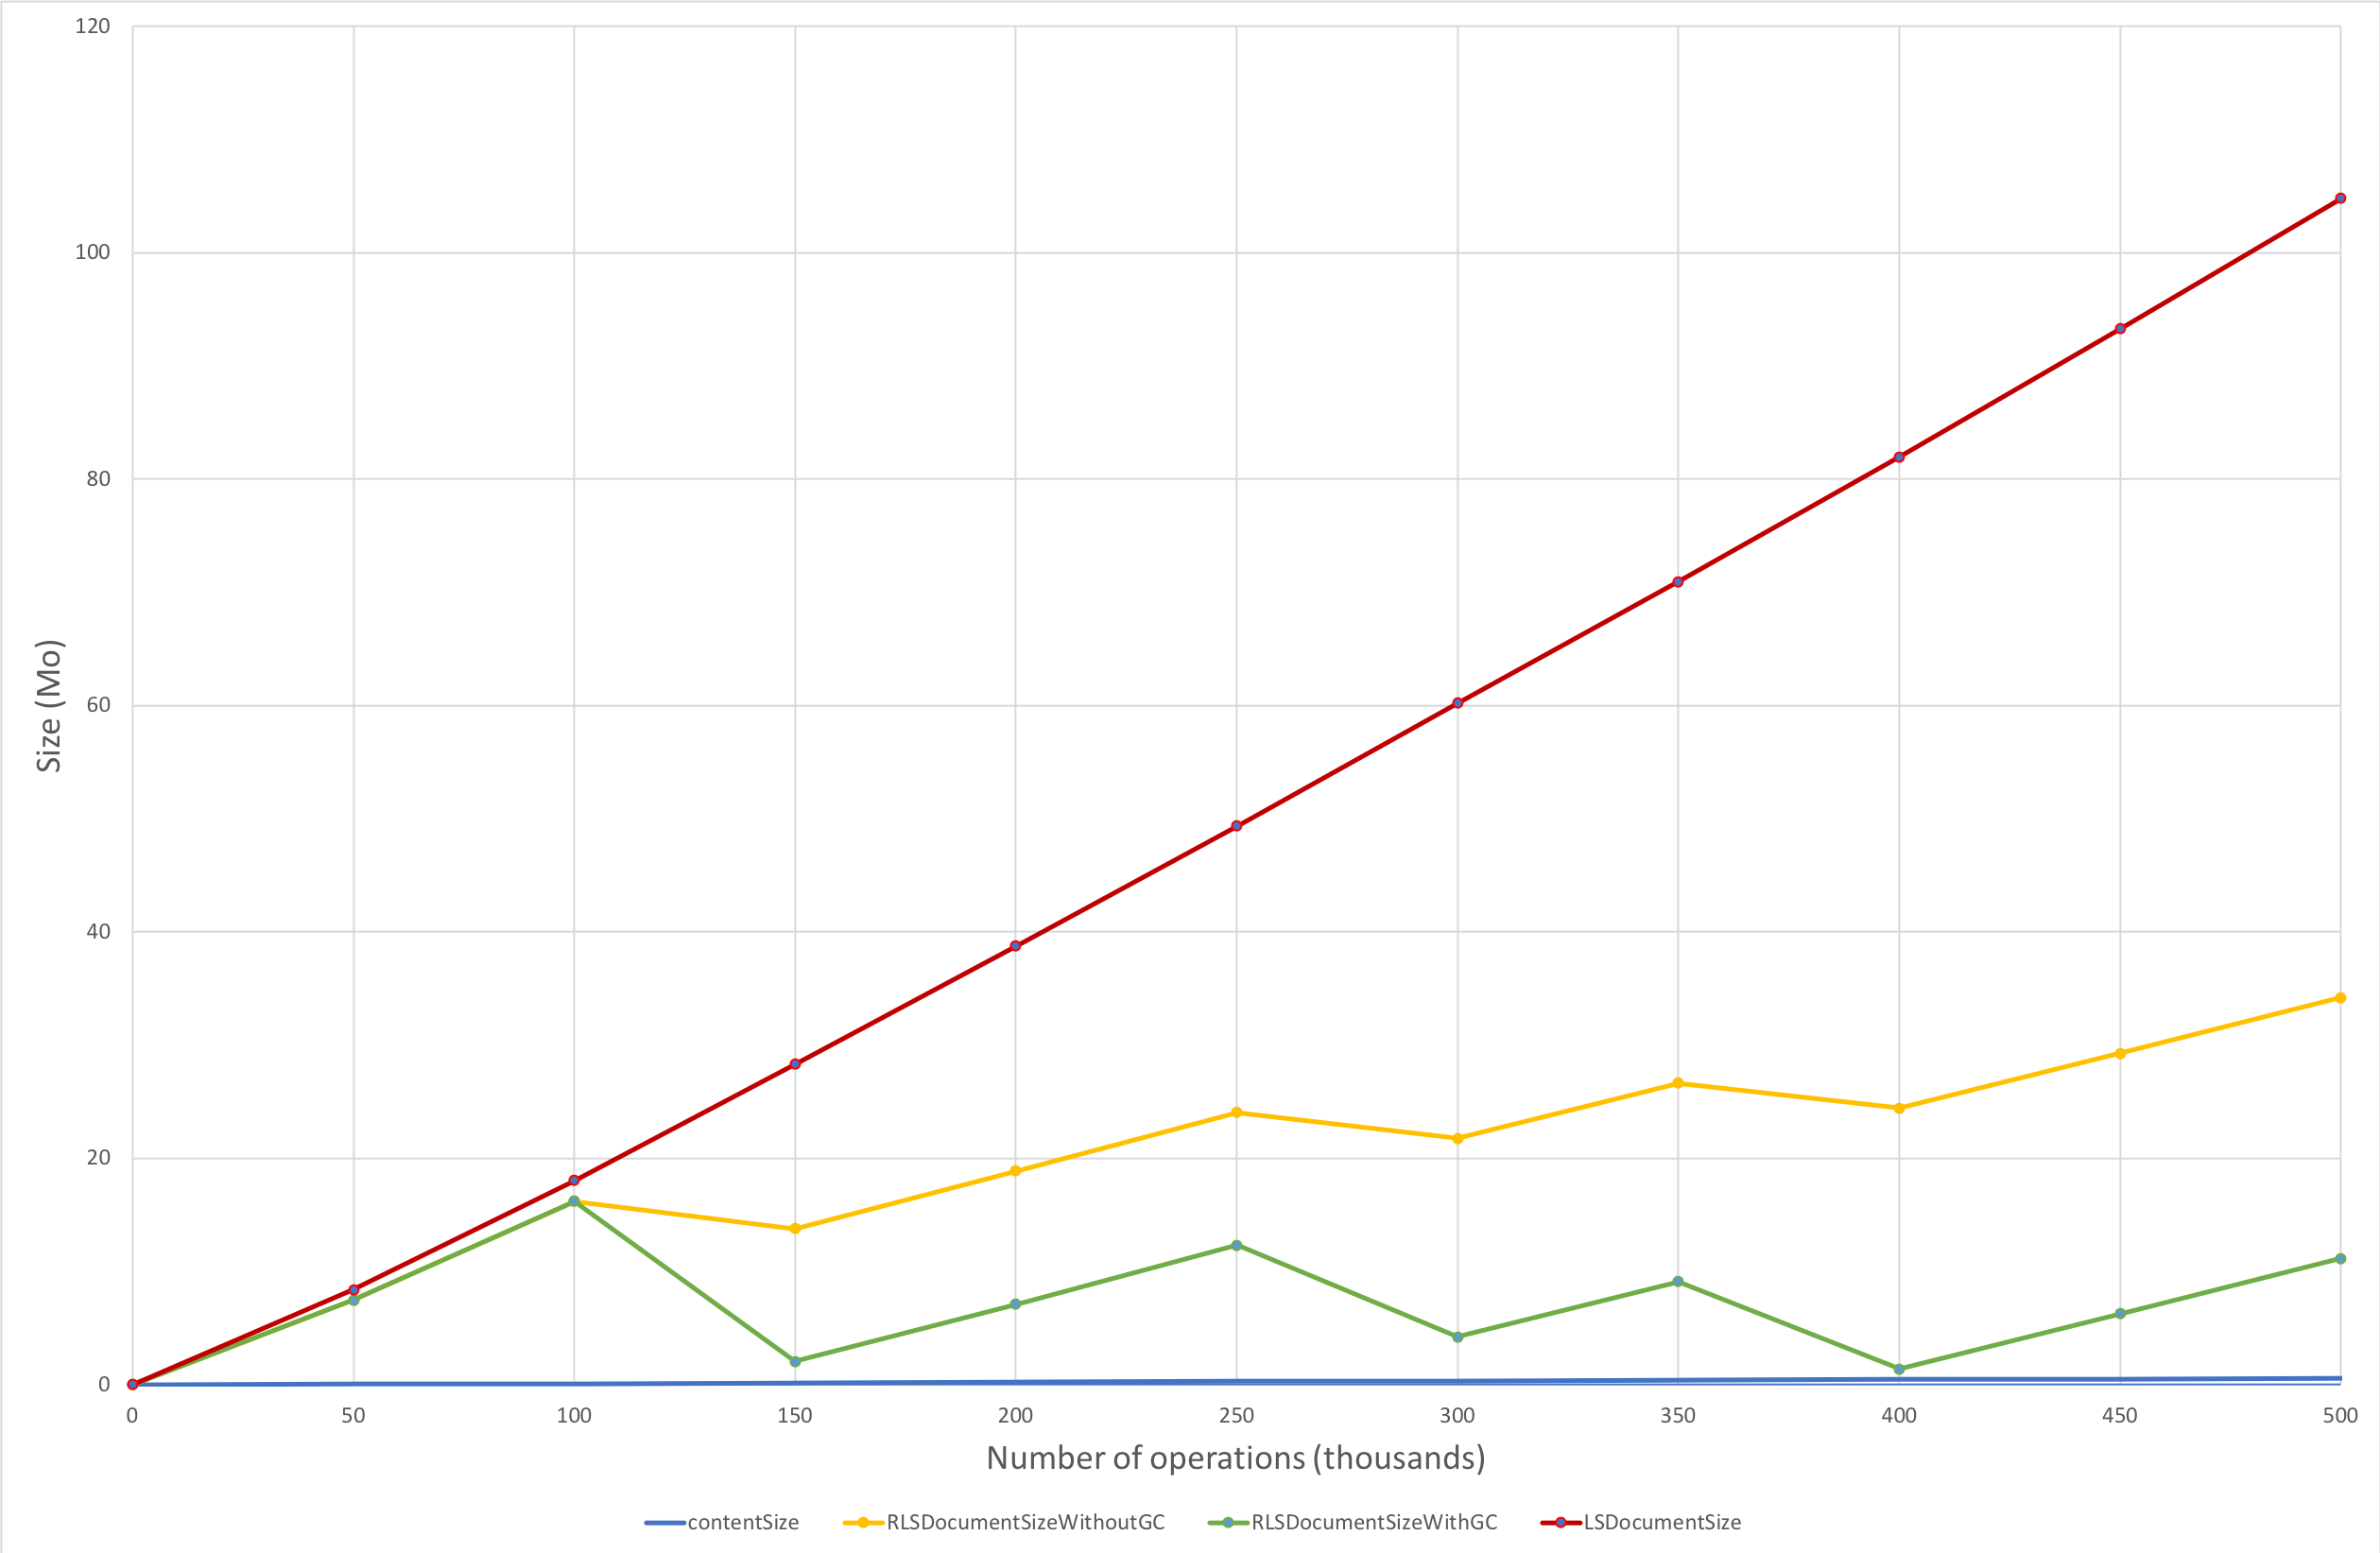 120
100
80
60
40
20
0
Size (Mo)
0 50 100 150 200 250 300 350 400 450 500
Number of operations (thousands)
contentSize RLSDocumentSizeWithoutGC RLSDocumentSizeWithGC LSDocumentSize